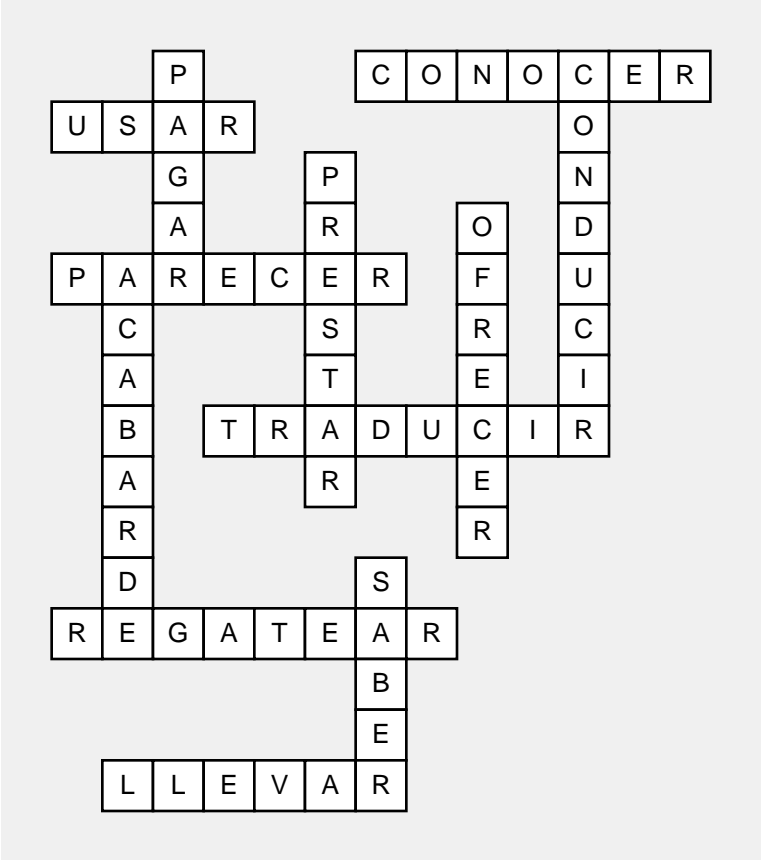 P CONOCER
USAR O
G P N
A R O D
PARECER F U
C S R C
A T E I
B TRADUCIR
A R E
R R
D S
REGATEAR
B
E
LLEVAR